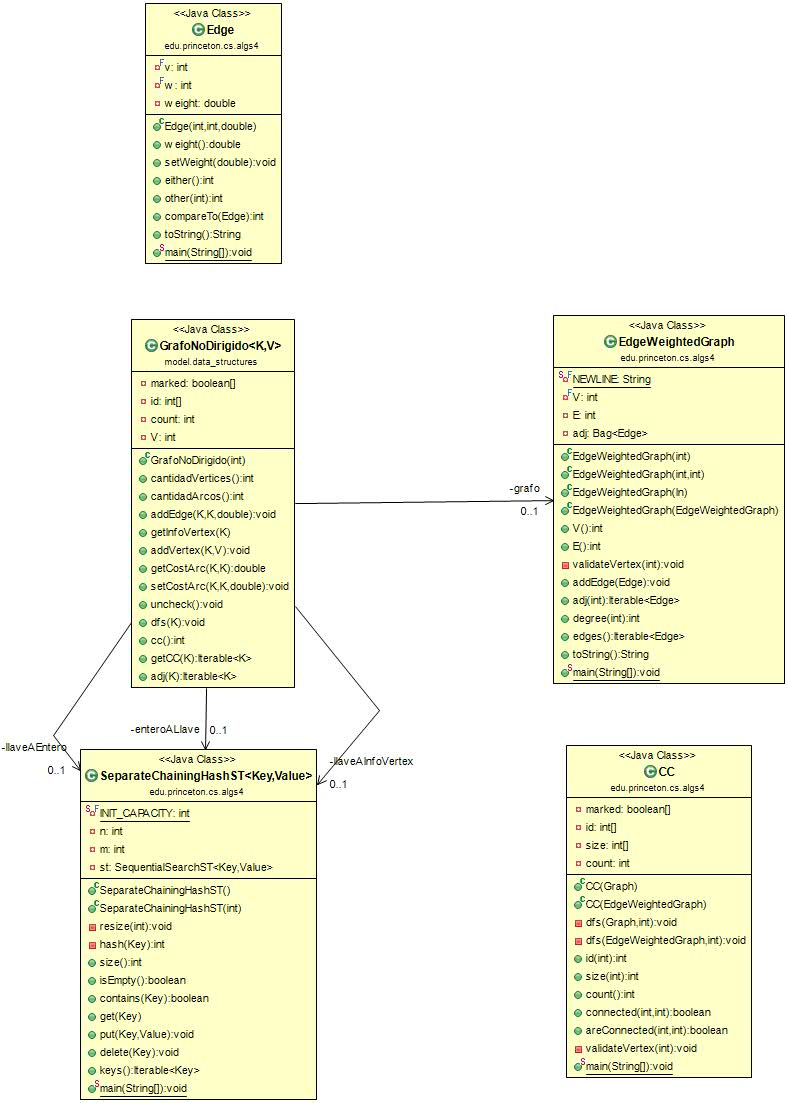 <<Java Class>>
Edge
edu.princeton.cs.algs4
v: int
w: int
weight: double
Edge(int,int,double)
weight():double
setWeight(double):void
either():int
other(int):int
compareTo(Edge):int
toString():String
main(String[]):void
<<Java Class>>
GrafoNoDirigido<K,V>
model.data_structures
marked: boolean[]
id: int[]
count: int
V: int
GrafoNoDirigido(int)
cantidadVertices():int
cantidadArcos():int
addEdge(K,K,double):void
getInfoVertex(K)
addVertex(K,V):void
getCostArc(K,K):double
setCostArc(K,K,double):void
uncheck():void
dfs(K):void
cc():int
getCC(K):Iterable<K>
adj(K):Iterable<K>
-grafo
0..1
<<Java Class>>
EdgeWeightedGraph
edu.princeton.cs.algs4
NEWLINE: String
V: int
E: int
adj: Bag<Edge>
EdgeWeightedGraph(int)
EdgeWeightedGraph(int,int)
EdgeWeightedGraph(In)
EdgeWeightedGraph(EdgeWeightedGraph)
V():int
E():int
validateVertex(int):void
addEdge(Edge):void
adj(int):Iterable<Edge>
degree(int):int
edges():Iterable<Edge>
toString():String
main(String[]):void
-llaveAEntero
0..1
-enteroALlave
0..1
-llaveAInfoVertex
0..1
<<Java Class>>
SeparateChainingHashST<Key,Value>
edu.princeton.cs.algs4
INIT_CAPACITY: int
n: int
m: int
st: SequentialSearchST<Key,Value>
SeparateChainingHashST()
SeparateChainingHashST(int)
resize(int):void
hash(Key):int
size():int
isEmpty():boolean
contains(Key):boolean
get(Key)
put(Key,Value):void
delete(Key):void
keys():Iterable<Key>
main(String[]):void
<<Java Class>>
CC
edu.princeton.cs.algs4
marked: boolean[]
id: int[]
size: int[]
count: int
CC(Graph)
CC(EdgeWeightedGraph)
dfs(Graph,int):void
dfs(EdgeWeightedGraph,int):void
id(int):int
size(int):int
count():int
connected(int,int):boolean
areConnected(int,int):boolean
validateVertex(int):void
main(String[]):void